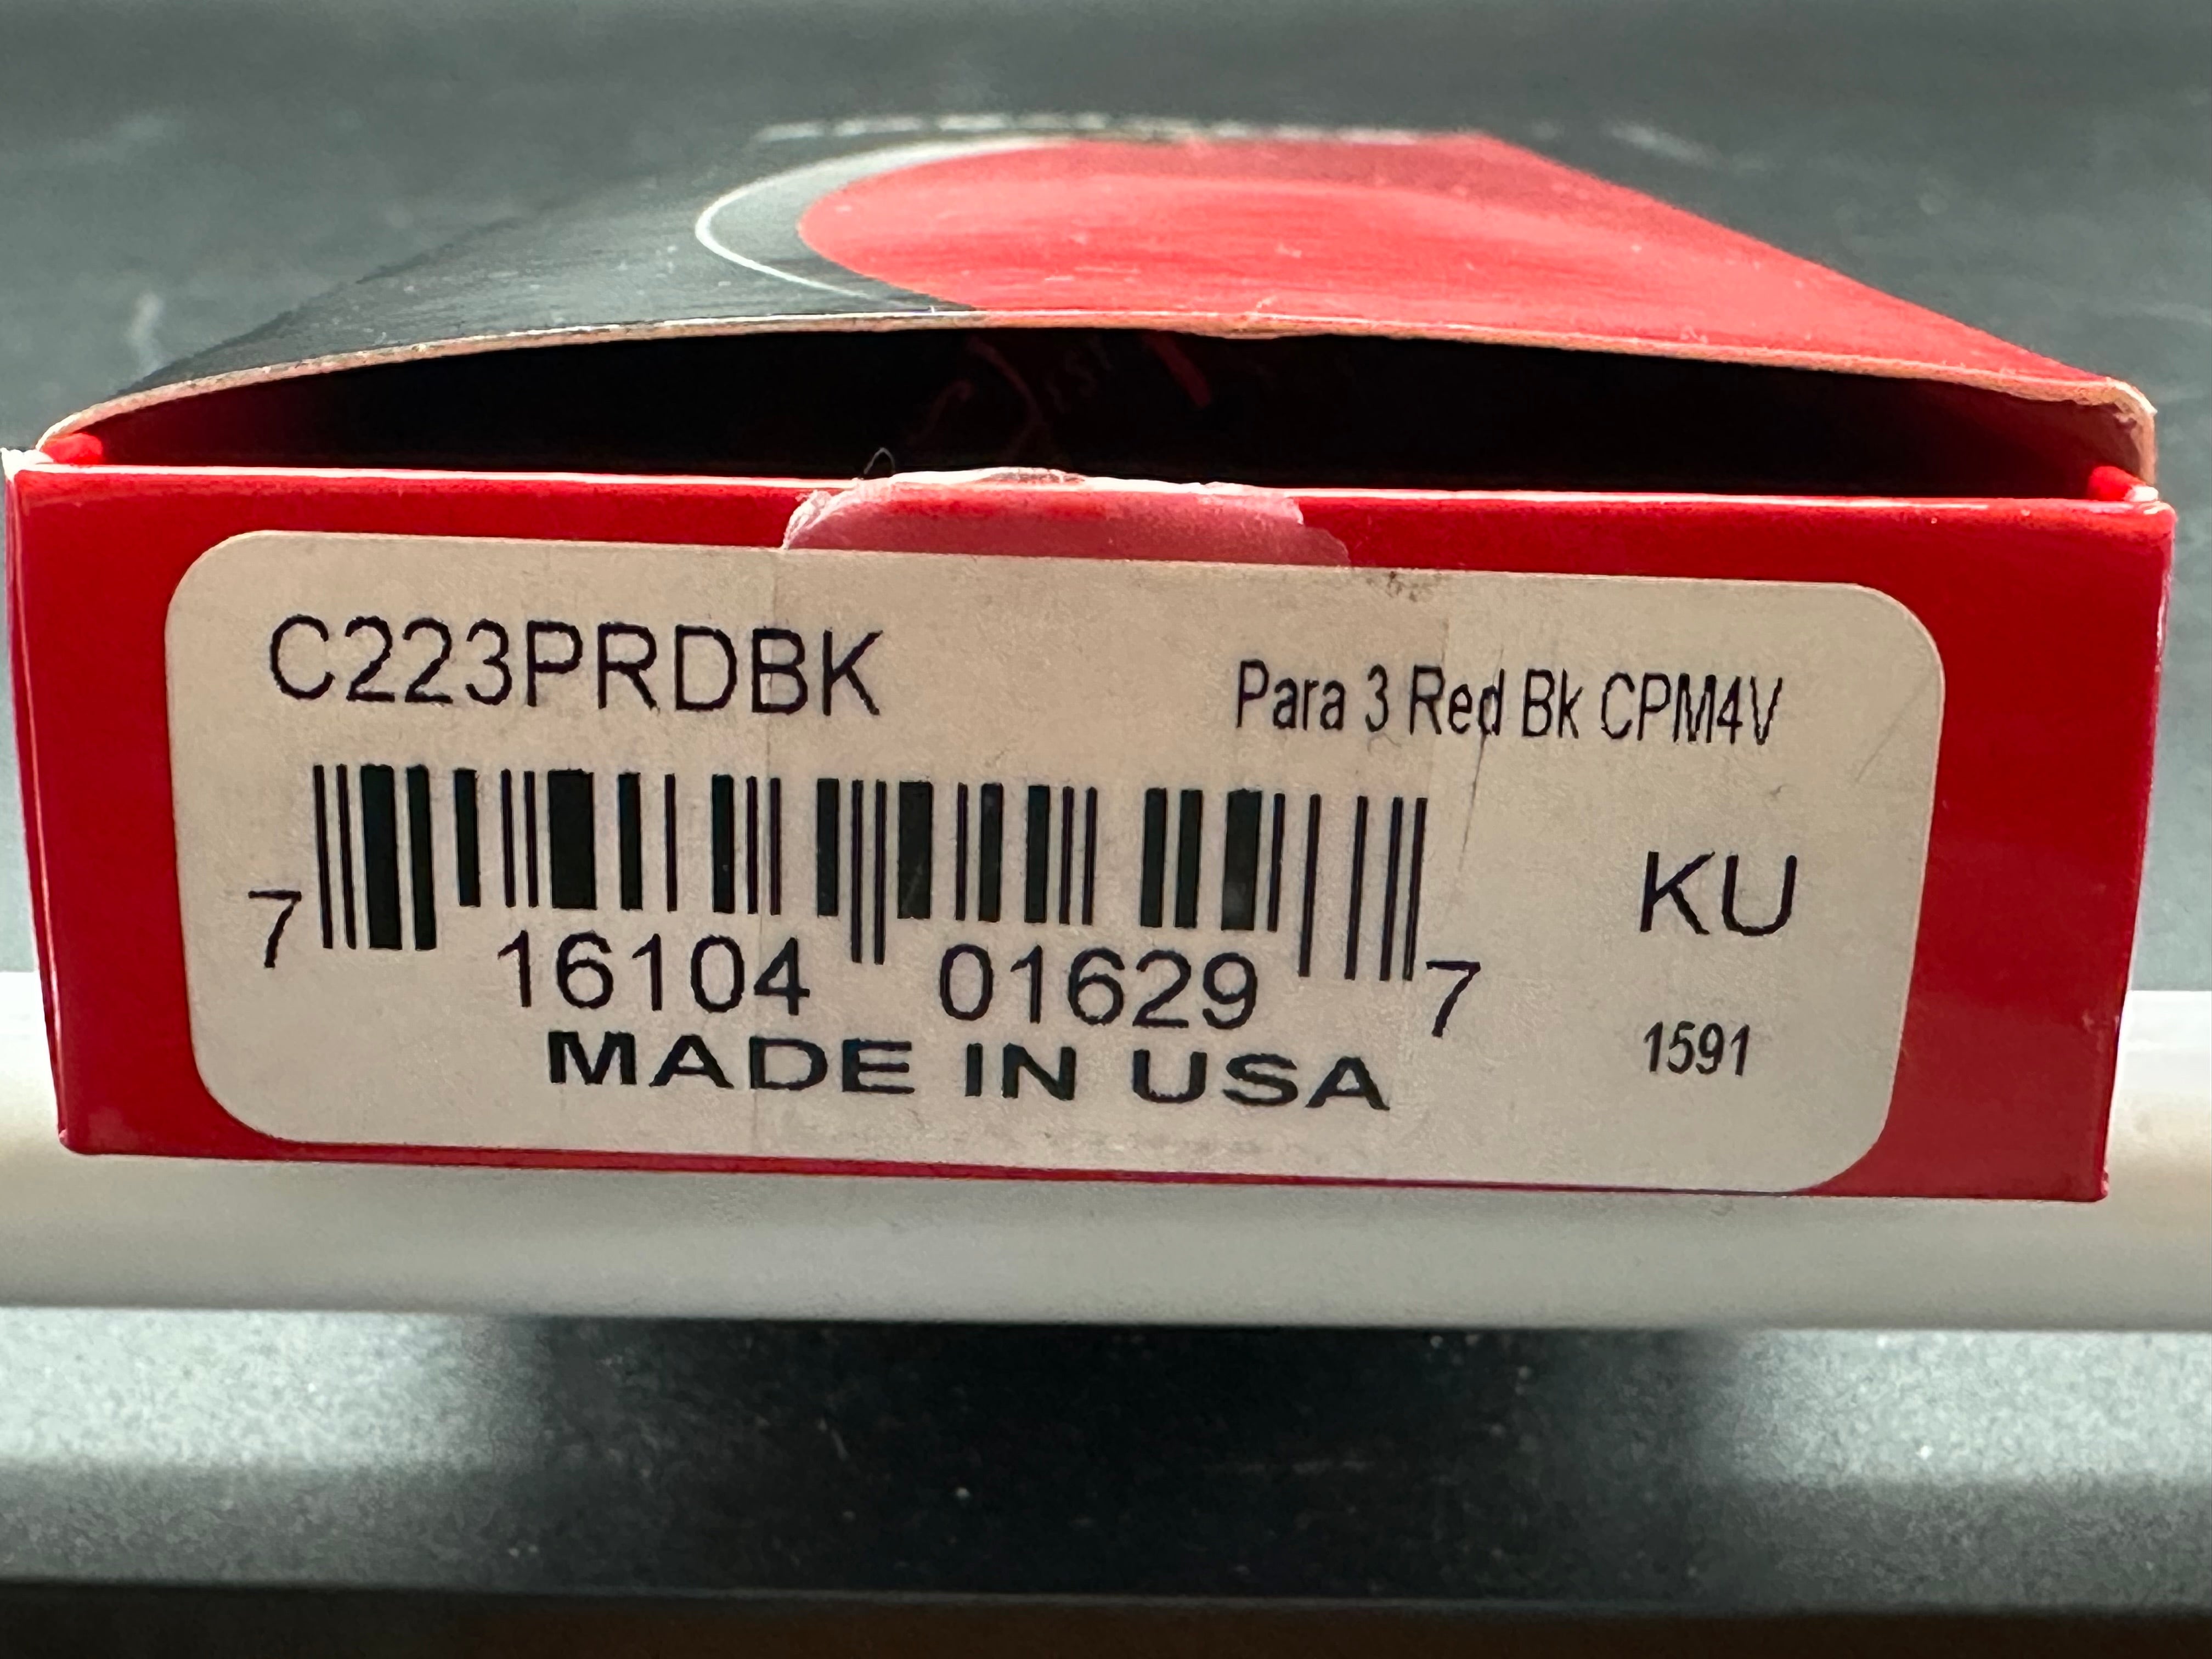 C223PRDBK
Para 3 Red Bk CPM4V
7 16104 01629 7
KU
MADE IN USA
1591